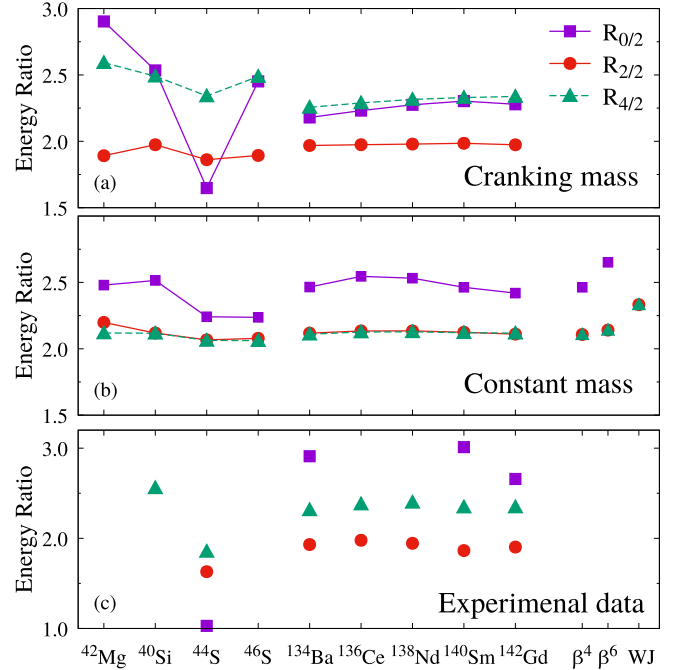 3.0
2.5
2.0
1.5
Energy Ratio
R0/2
R2/2
R4/2
(a)
Cranking mass
2.5
2.0
1.5
Energy Ratio
(b)
Constant mass
3.0
2.0
1.0
Energy Ratio
(c)
Experimenal data
⁴²Mg ⁴⁰Si ⁴⁴S ⁴⁶S ¹³⁴Ba ¹³⁶Ce ¹³⁸Nd ¹⁴⁰Sm ¹⁴²Gd β⁴ β⁶ WJ